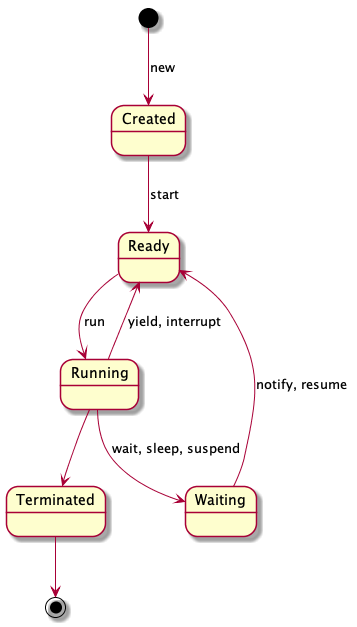 new
Created
start
Ready
run
yield, interrupt
Running
notify, resume
wait, sleep, suspend
Terminated
Waiting